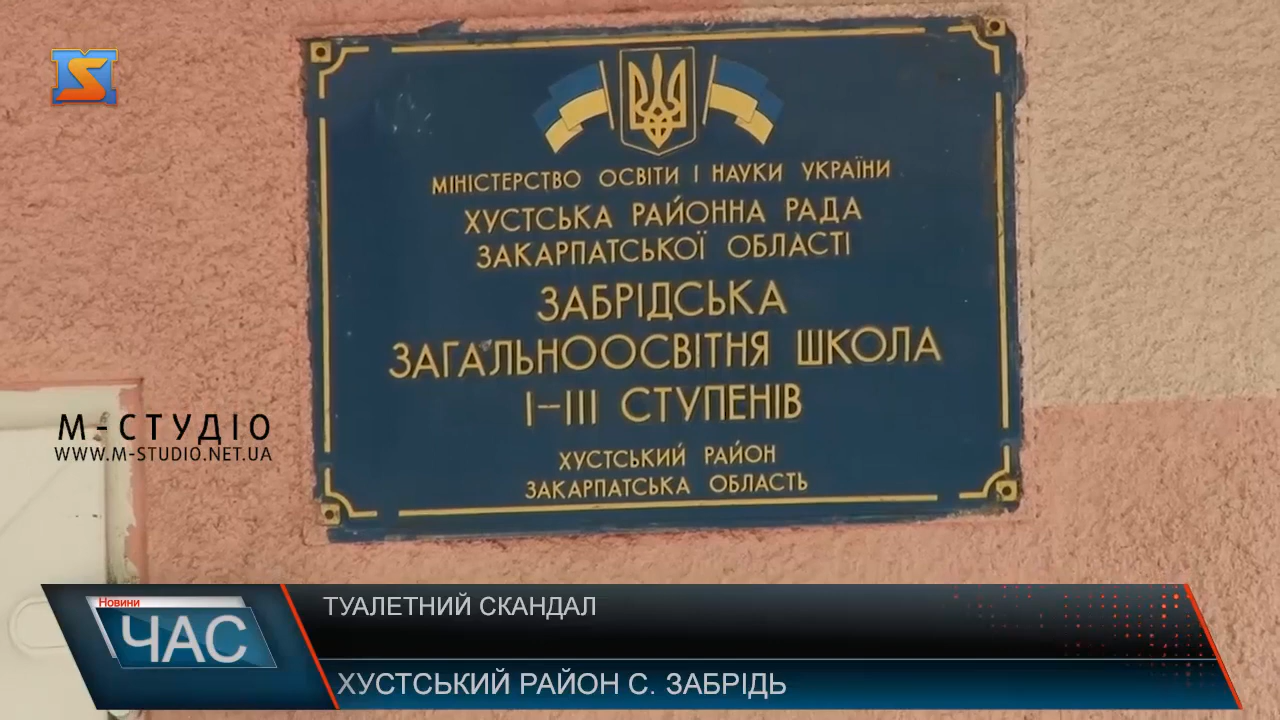 МІНІСТЕРСТВО ОСВІТИ І НАУКИ УКРАЇНИ
ХУСТСЬКА РАЙОННА РАДА
ЗАКАРПАТСЬКОЇ ОБЛАСТІ
ЗАБРІДСЬКА
ЗАГАЛЬНООСВІТНЯ ШКОЛА
І–ІІІ СТУПЕНІВ
ХУСТСЬКИЙ РАЙОН
ЗАКАРПАТСЬКА ОБЛАСТЬ
М-СТУДІО
WWW.M-STUDIO.NET.UA
Новини
ЧАС
ТУАЛЕТНИЙ СКАНДАЛ
ХУСТСЬКИЙ РАЙОН С. ЗАБРІДЬ